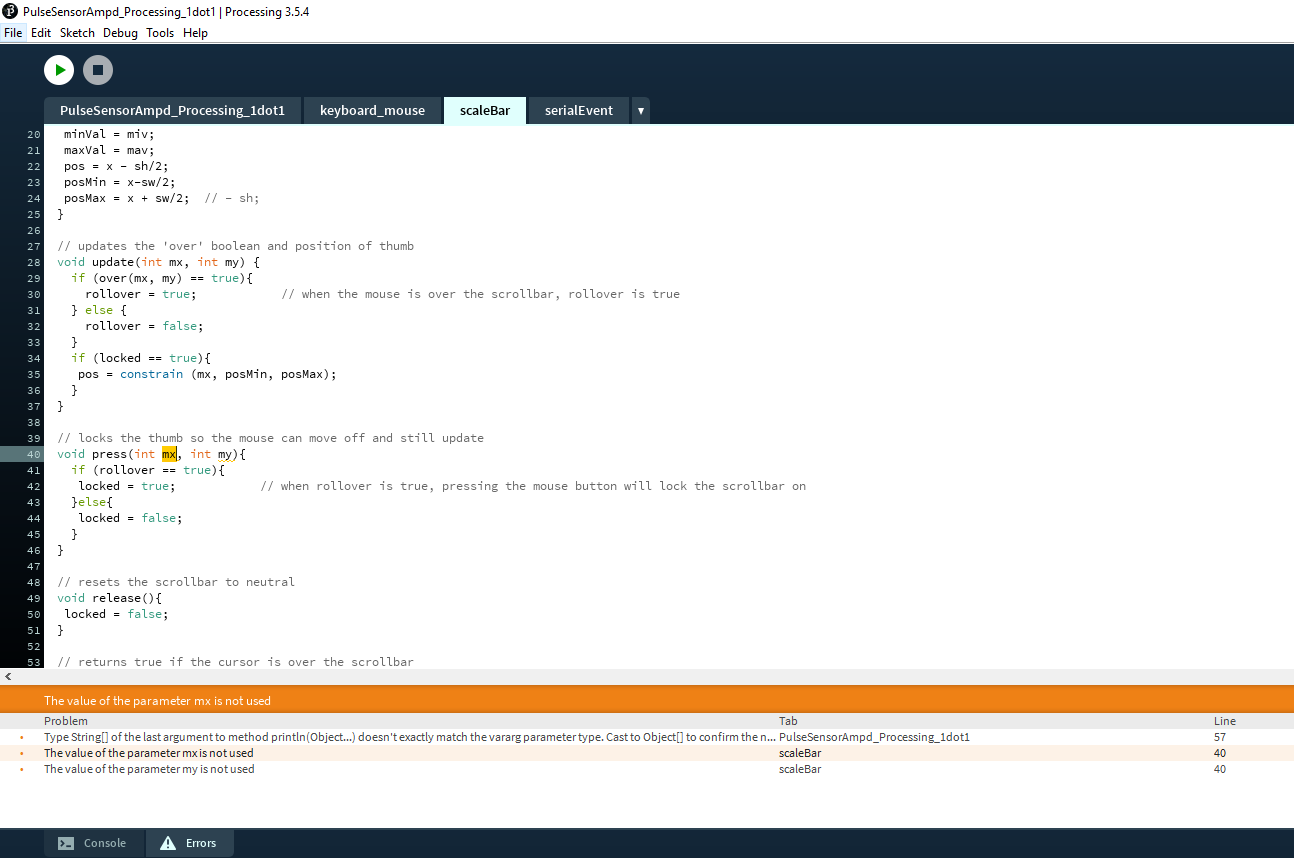 PulseSensorAmpd_Processing_1dot1 | Processing 3.5.4
File Edit Sketch Debug Tools Help
PulseSensorAmpd_Processing_1dot1 keyboard_mouse scaleBar serialEvent ▼
20 minVal = miv;
21 maxVal = mav;
22 pos = x - sh/2;
23 posMin = x-sw/2;
24 posMax = x + sw/2; // - sh;
25 }
26
27 // updates the 'over' boolean and position of thumb
28 void update(int mx, int my) {
29 if (over(mx, my) == true){
30 rollover = true; // when the mouse is over the scrollbar, rollover is true
31 } else {
32 rollover = false;
33 }
34 if (locked == true){
35 pos = constrain (mx, posMin, posMax);
36 }
37 }
38
39 // locks the thumb so the mouse can move off and still update
40 void press(int mx, int my){
41 if (rollover == true){
42 locked = true; // when rollover is true, pressing the mouse button will lock the scrollbar on
43 }else{
44 locked = false;
45 }
46 }
47
48 // resets the scrollbar to neutral
49 void release(){
50 locked = false;
51 }
52
53 // returns true if the cursor is over the scrollbar
The value of the parameter mx is not used
Problem Tab Line
Type String[] of the last argument to method println(Object...) doesn't exactly match the vararg parameter type. Cast to Object[] to confirm the n... PulseSensorAmpd_Processing_1dot1 57
The value of the parameter mx is not used scaleBar 40
The value of the parameter my is not used scaleBar 40
Console Errors